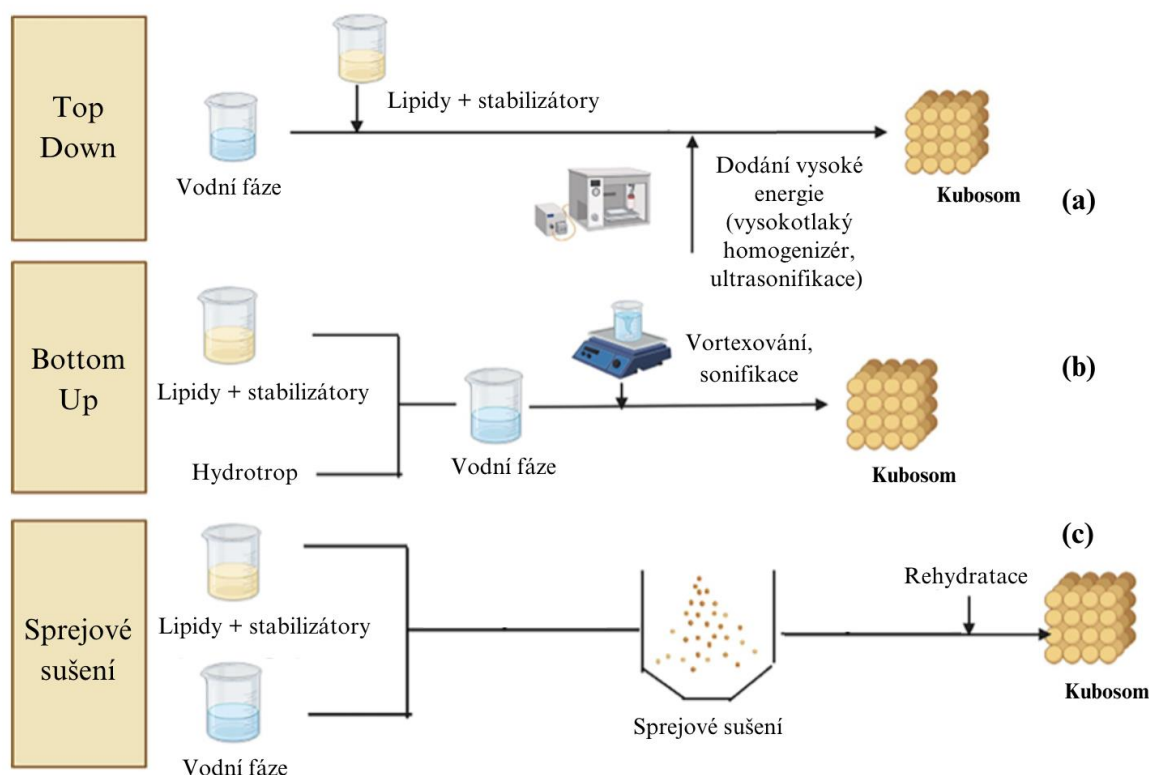 Top
Down
Lipidy + stabilizátory
Vodní fáze
Dodání vysoké
energie
(vysokotlaký
homogenizér,
ultrasonifikace)
Kubosom
(a)
Bottom
Up
Lipidy + stabilizátory
Hydrotrop
Vodní fáze
Vortexování,
sonifikace
Kubosom
(b)
Sprejové
sušení
Lipidy + stabilizátory
Vodní fáze
Sprejové sušení
Rehydratace
Kubosom
(c)